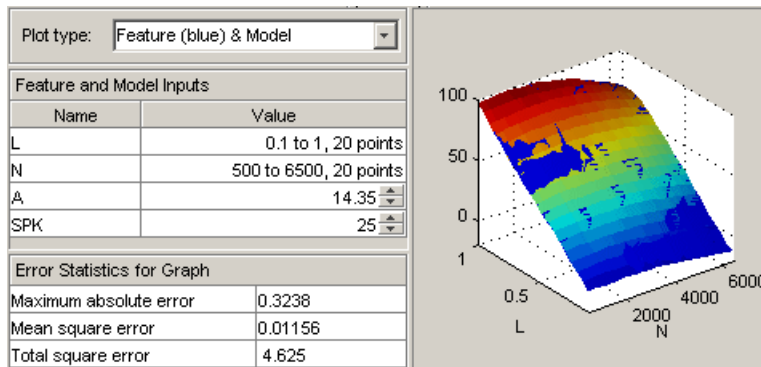 Plot type: Feature (blue) & Model
Feature and Model Inputs
Name Value
L 0.1 to 1, 20 points
N 500 to 6500, 20 points
A 14.35
SPK 25
Error Statistics for Graph
Maximum absolute error 0.3238
Mean square error 0.01156
Total square error 4.625
100
50
0
1
0.5
L
2000
4000
6000
N